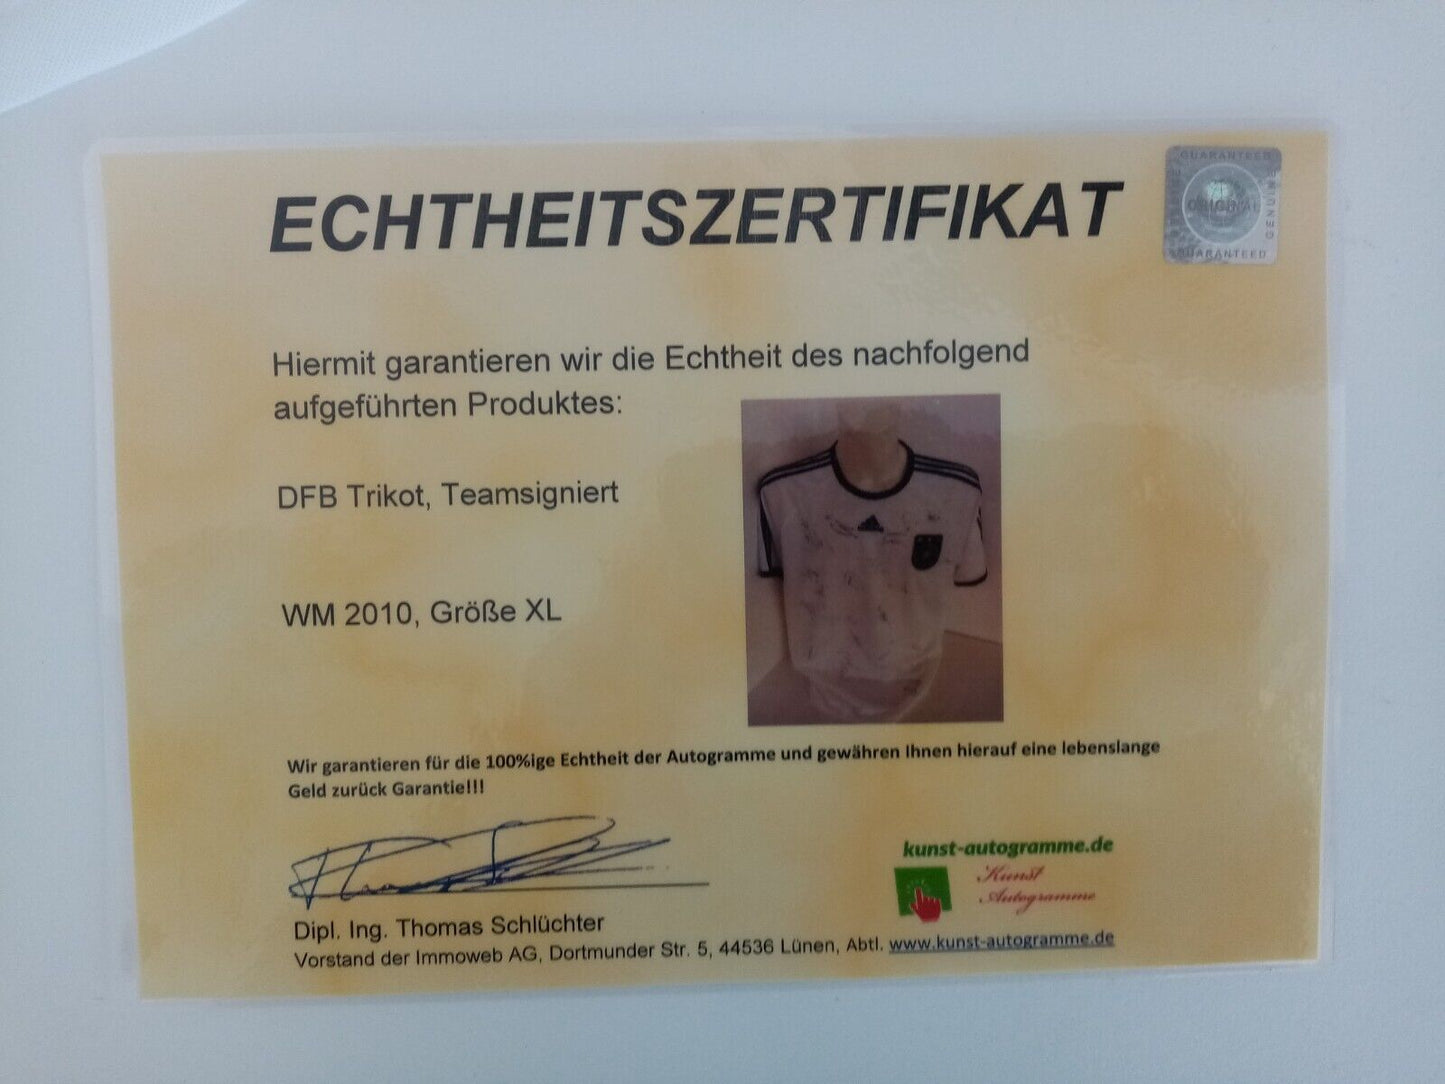 ECHTHEITSZERTIFIKAT
GUARANTEED
GENUINE
ORIGINAL
GUARANTEED
Hiermit garantieren wir die Echtheit des nachfolgend
aufgeführten Produktes:
DFB Trikot, Teamsigniert
WM 2010, Größe XL
Wir garantieren für die 100%ige Echtheit der Autogramme und gewähren Ihnen hierauf eine lebenslange
Geld zurück Garantie!!!
kunst-autogramme.de
Kunst
Autogramme
Dipl. Ing. Thomas Schlüchter
Vorstand der Immoweb AG, Dortmunder Str. 5, 44536 Lünen, Abtl. www.kunst-autogramme.de